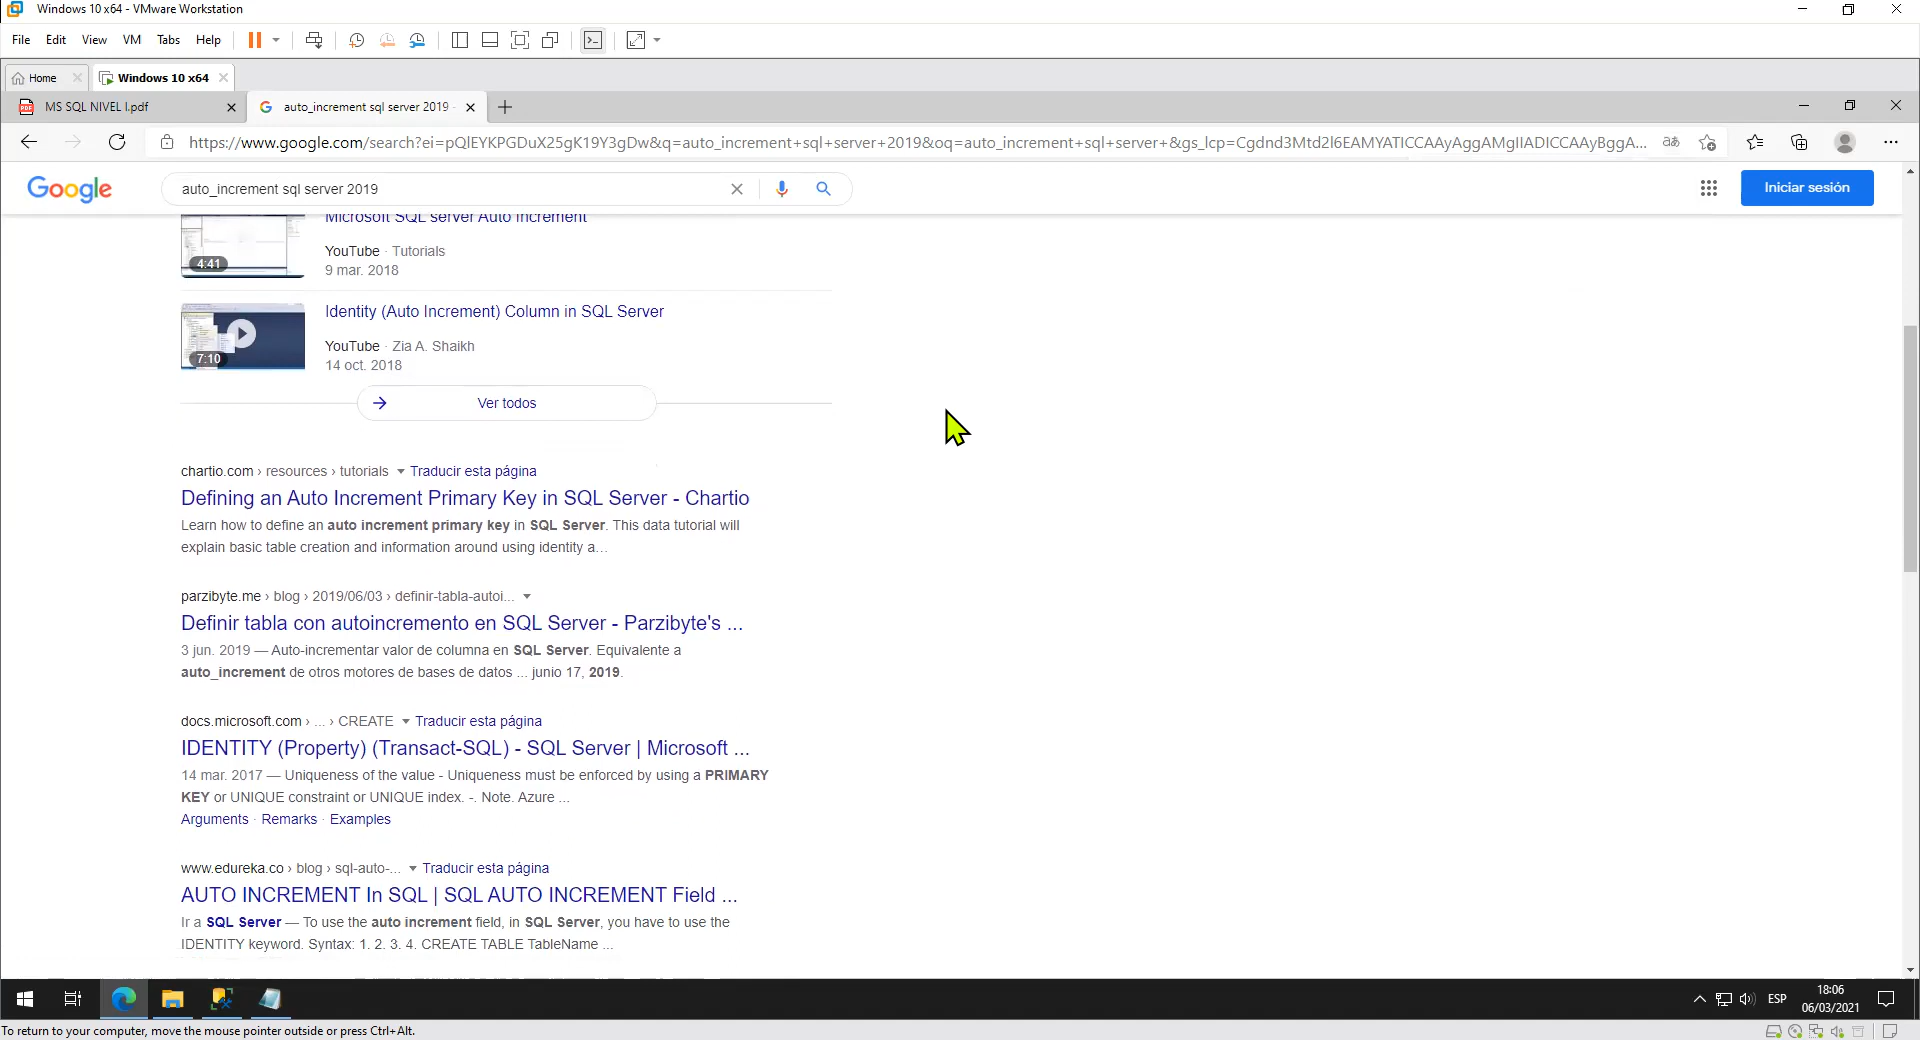 Windows 10 x64 - VMware Workstation
File Edit View VM Tabs Help
Home
Windows 10 x64
MS SQL NIVEL I.pdf
auto_increment sql server 2019 -
https://www.google.com/search?ei=pQlEYKPGDuX25gK19Y3gDw&q=auto_increment+sql+server+2019&oq=auto_increment+sql+server+&gs_lcp=Cgdnd3Mtd2l6EAMYATICCAAyAggAMgIIADICCAAyBggA...
Google
auto_increment sql server 2019
Iniciar sesión
Microsoft SQL server Auto Increment
YouTube · Tutorials
4:41
9 mar. 2018
Identity (Auto Increment) Column in SQL Server
YouTube · Zia A. Shaikh
7:10
14 oct. 2018
Ver todos
chartio.com › resources › tutorials Traducir esta página
Defining an Auto Increment Primary Key in SQL Server - Chartio
Learn how to define an auto increment primary key in SQL Server. This data tutorial will
explain basic table creation and information around using identity a...
parzibyte.me › blog › 2019/06/03 › definir-tabla-autoi...
Definir tabla con autoincremento en SQL Server - Parzibyte's ...
3 jun. 2019 — Auto-incrementar valor de columna en SQL Server. Equivalente a
auto_increment de otros motores de bases de datos ... junio 17, 2019.
docs.microsoft.com › ... › CREATE Traducir esta página
IDENTITY (Property) (Transact-SQL) - SQL Server | Microsoft ...
14 mar. 2017 — Uniqueness of the value - Uniqueness must be enforced by using a PRIMARY
KEY or UNIQUE constraint or UNIQUE index. -. Note. Azure ...
Arguments · Remarks · Examples
www.edureka.co › blog › sql-auto-... Traducir esta página
AUTO INCREMENT In SQL | SQL AUTO INCREMENT Field ...
Ir a SQL Server — To use the auto increment field, in SQL Server, you have to use the
IDENTITY keyword. Syntax: 1. 2. 3. 4. CREATE TABLE TableName ...
ESP
18:06
06/03/2021
To return to your computer, move the mouse pointer outside or press Ctrl+Alt.